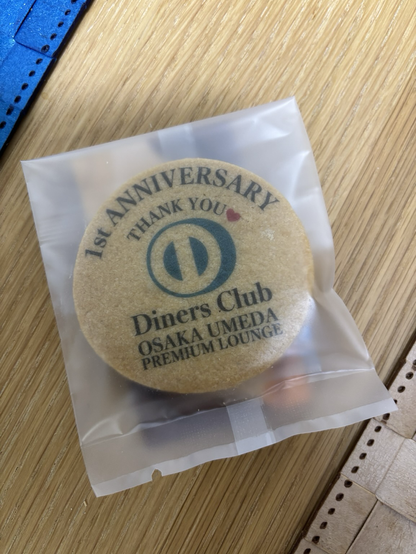 1st ANNIVERSARY
THANK YOU
Diners Club
OSAKA UMEDA
PREMIUM LOUNGE